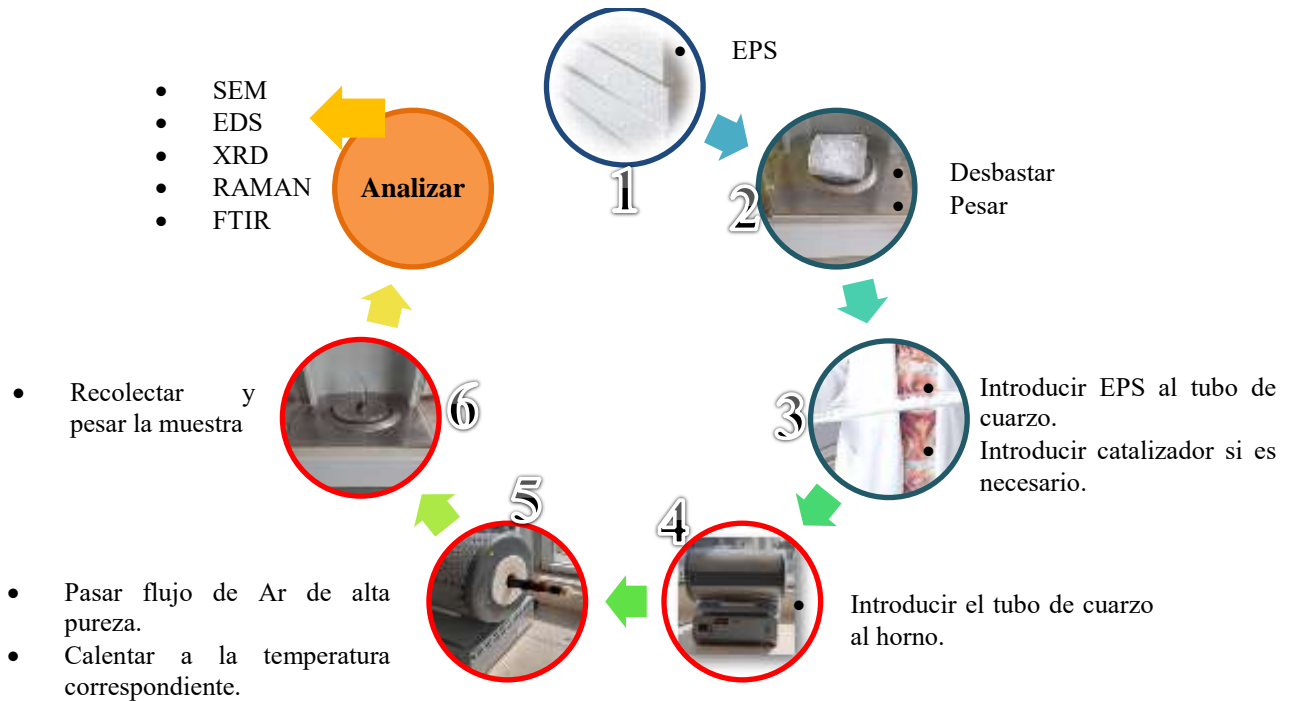 1
• EPS
2
• Desbastar
• Pesar
3
• Introducir EPS al tubo de
cuarzo.
• Introducir catalizador si es
necesario.
4
• Introducir el tubo de cuarzo
al horno.
5
• Pasar flujo de Ar de alta
pureza.
• Calentar a la temperatura
correspondiente.
6
• Recolectar y
pesar la muestra
Analizar
• SEM
• EDS
• XRD
• RAMAN
• FTIR